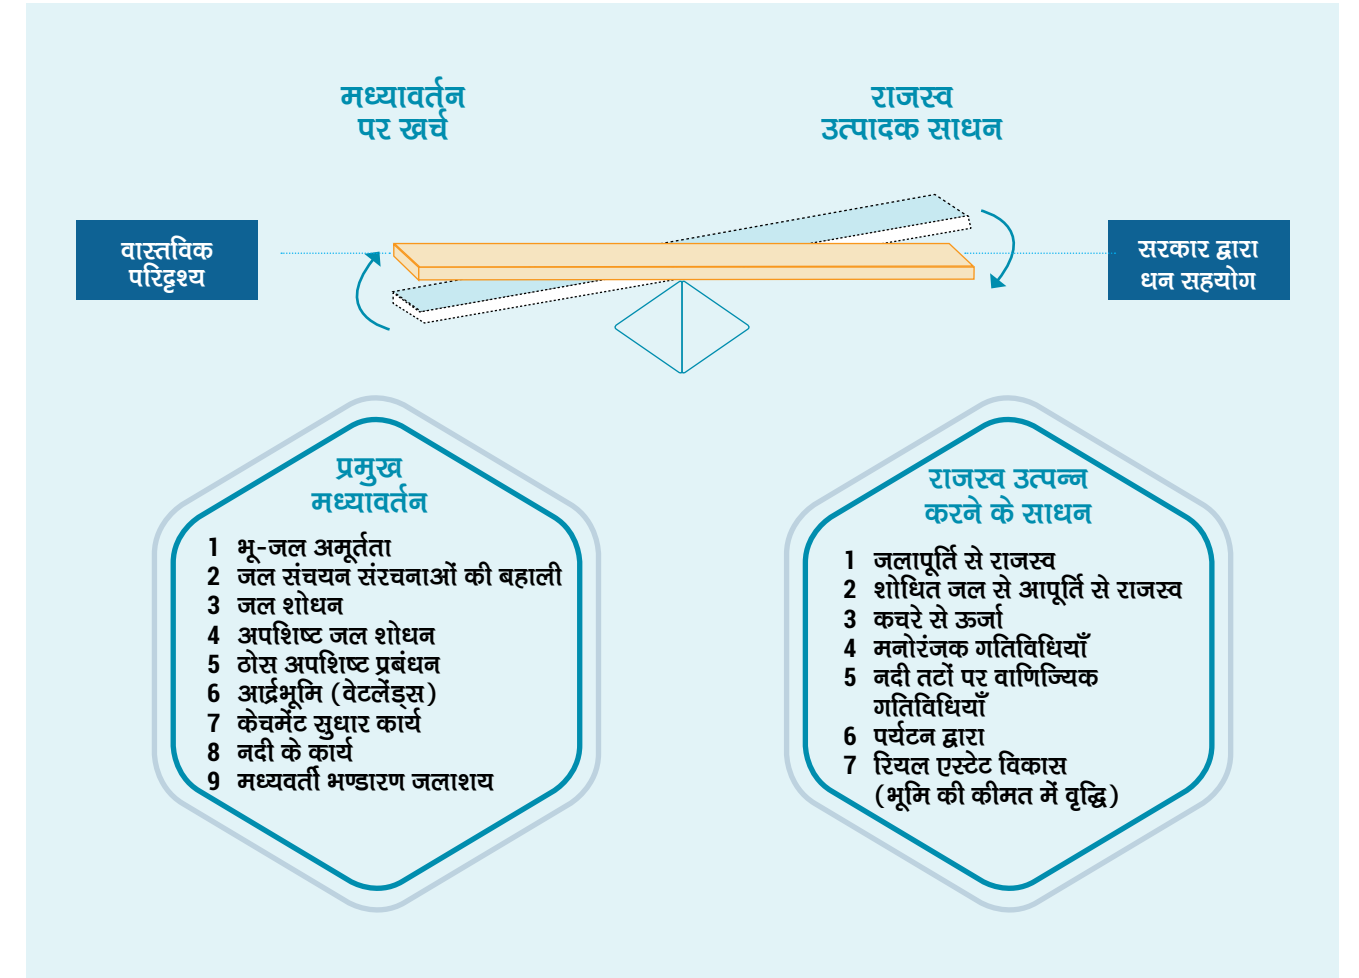 मध्यावर्तन
पर खर्च
राजस्व
उत्पादक साधन
वास्तविक
परिदृश्य
सरकार द्वारा
धन सहयोग
प्रमुख
मध्यावर्तन
1 भू-जल अमूर्तता
2 जल संचयन संरचनाओं की बहाली
3 जल शोधन
4 अपशिष्ट जल शोधन
5 ठोस अपशिष्ट प्रबंधन
6 आर्द्रभूमि (वेटलेंड्स)
7 केचमेंट सुधार कार्य
8 नदी के कार्य
9 मध्यवर्ती भण्डारण जलाशय
राजस्व उत्पन्न
करने के साधन
1 जलापूर्ति से राजस्व
2 शोधित जल से आपूर्ति से राजस्व
3 कचरे से ऊर्जा
4 मनोरंजक गतिविधियाँ
5 नदी तटों पर वाणिज्यिक
गतिविधियाँ
6 पर्यटन द्वारा
7 रियल एस्टेट विकास
(भूमि की कीमत में वृद्धि)